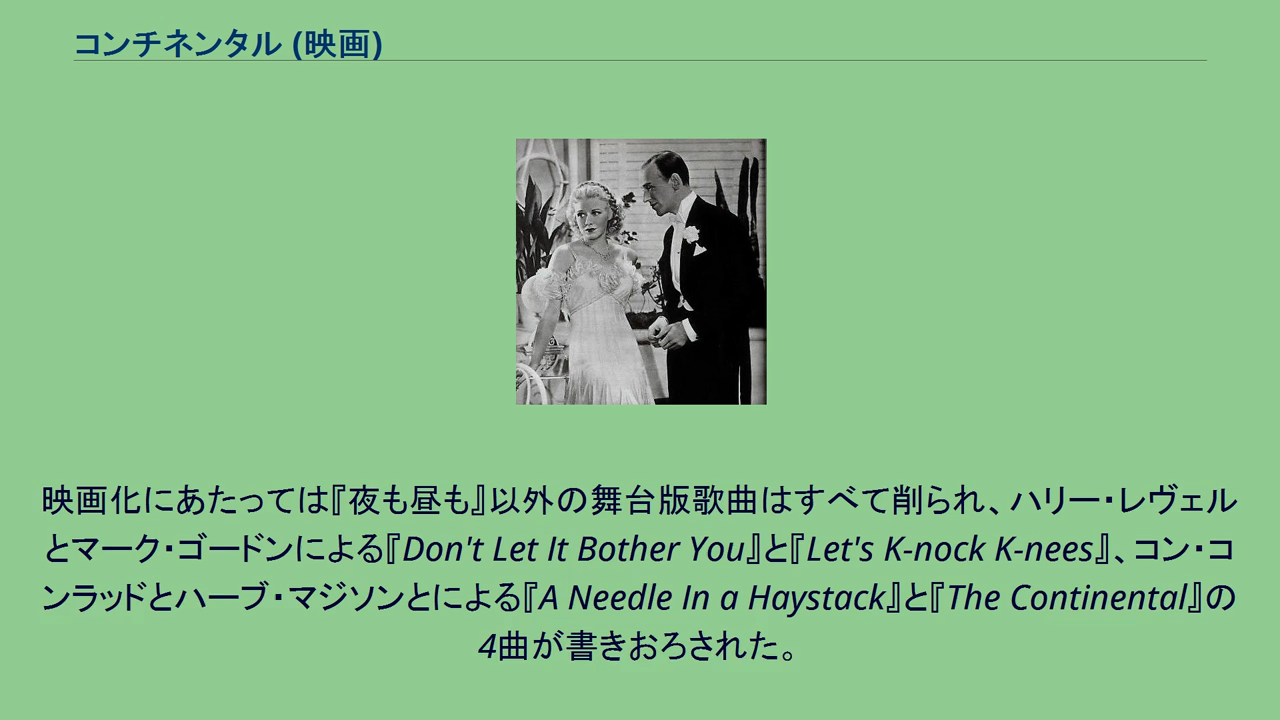 コンチネンタル (映画)
映画化にあたっては『夜も昼も』以外の舞台版歌曲はすべて削られ、ハリー・レヴェル
とマーク・ゴードンによる『Don't Let It Bother You』と『Let's K-nock K-nees』、コン・コ
ンラッドとハーブ・マジソンとによる『A Needle In a Haystack』と『The Continental』の
4曲が書きおろされた。